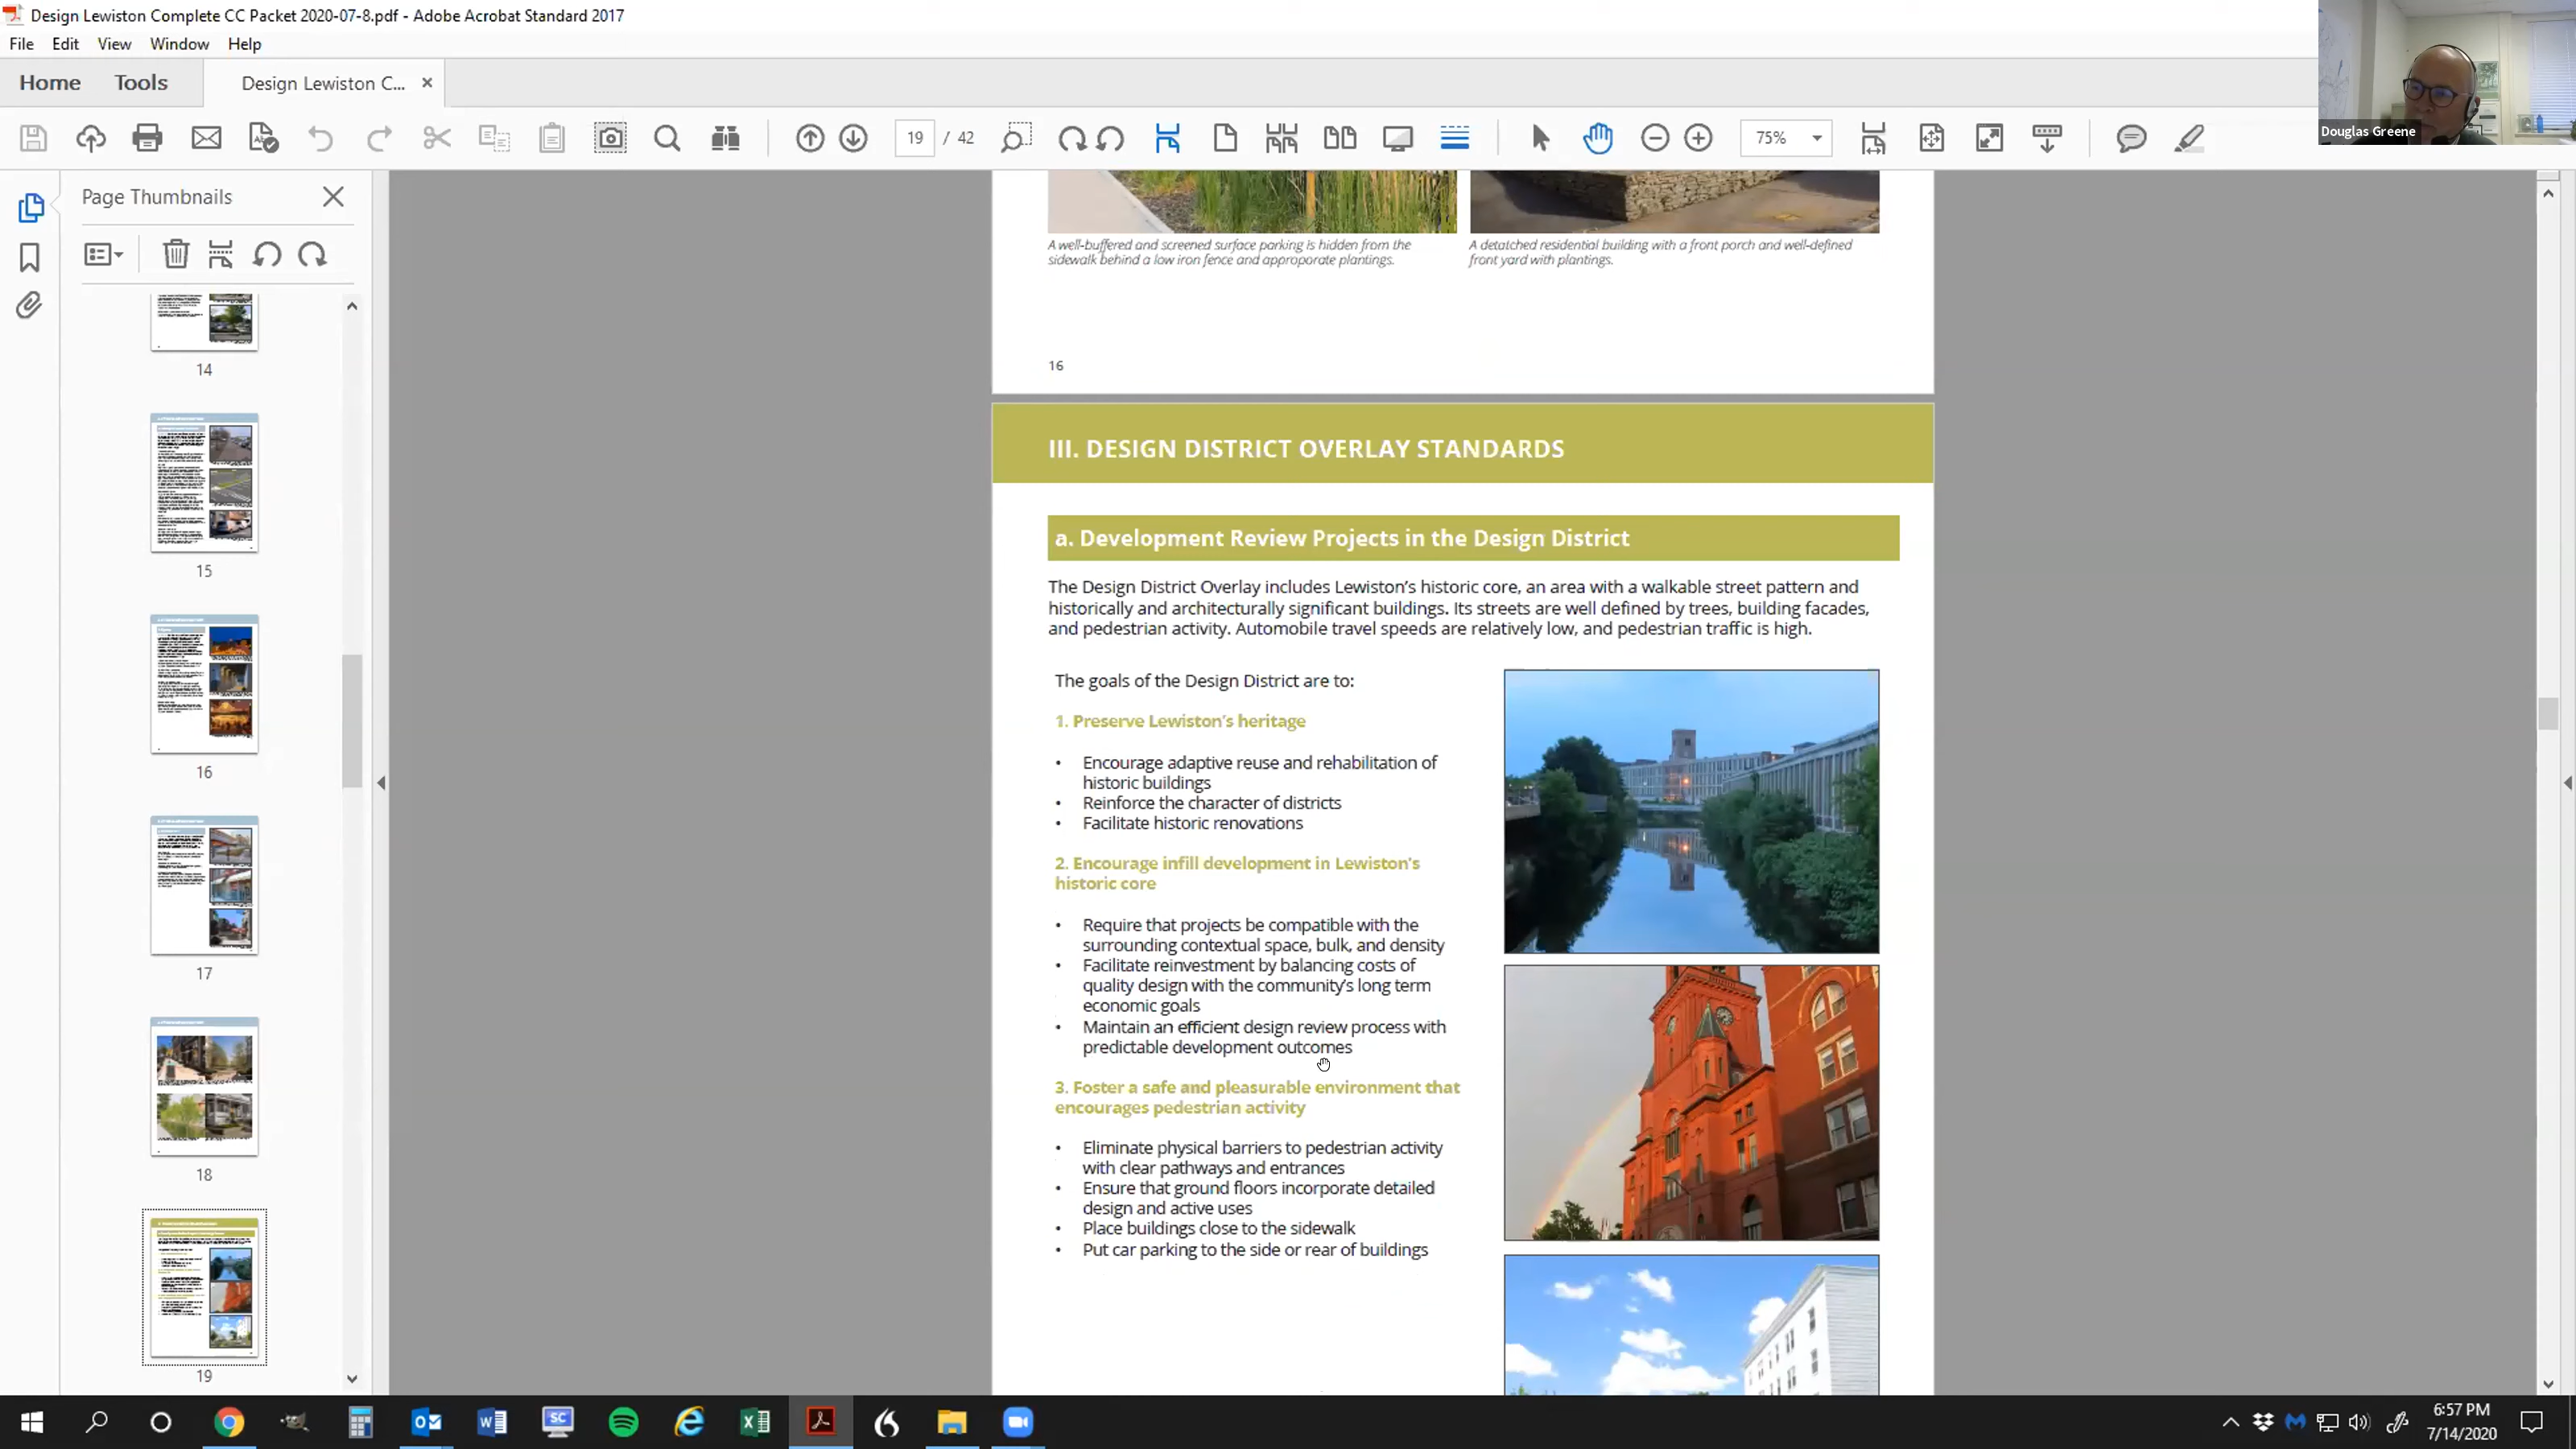 Design Lewiston Complete CC Packet 2020-07-8.pdf - Adobe Acrobat Standard 2017
File Edit View Window Help
Home Tools Design Lewiston C...
19 / 42 75%
Douglas Greene
Page Thumbnails
14
15
16
17
18
19
A well-buffered and screened surface parking is hidden from the
sidewalk behind a low iron fence and approporate plantings.
A detatched residential building with a front porch and well-defined
front yard with plantings.
16
III. DESIGN DISTRICT OVERLAY STANDARDS
a. Development Review Projects in the Design District
The Design District Overlay includes Lewiston's historic core, an area with a walkable street pattern and
historically and architecturally significant buildings. Its streets are well defined by trees, building facades,
and pedestrian activity. Automobile travel speeds are relatively low, and pedestrian traffic is high.
The goals of the Design District are to:
1. Preserve Lewiston's heritage
• Encourage adaptive reuse and rehabilitation of
historic buildings
• Reinforce the character of districts
• Facilitate historic renovations
2. Encourage infill development in Lewiston's
historic core
• Require that projects be compatible with the
surrounding contextual space, bulk, and density
• Facilitate reinvestment by balancing costs of
quality design with the community's long term
economic goals
• Maintain an efficient design review process with
predictable development outcomes
3. Foster a safe and pleasurable environment that
encourages pedestrian activity
• Eliminate physical barriers to pedestrian activity
with clear pathways and entrances
• Ensure that ground floors incorporate detailed
design and active uses
• Place buildings close to the sidewalk
• Put car parking to the side or rear of buildings
SC
6:57 PM
7/14/2020